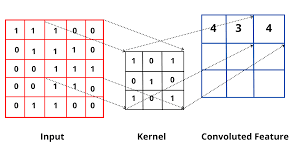 1 1 1 0 0
0 1 1 1 0
0 0 1 1 1
0 0 1 1 0
0 1 1 0 0
1 0 1
0 1 0
1 0 1
4 3 4
Input
Kernel
Convoluted Feature